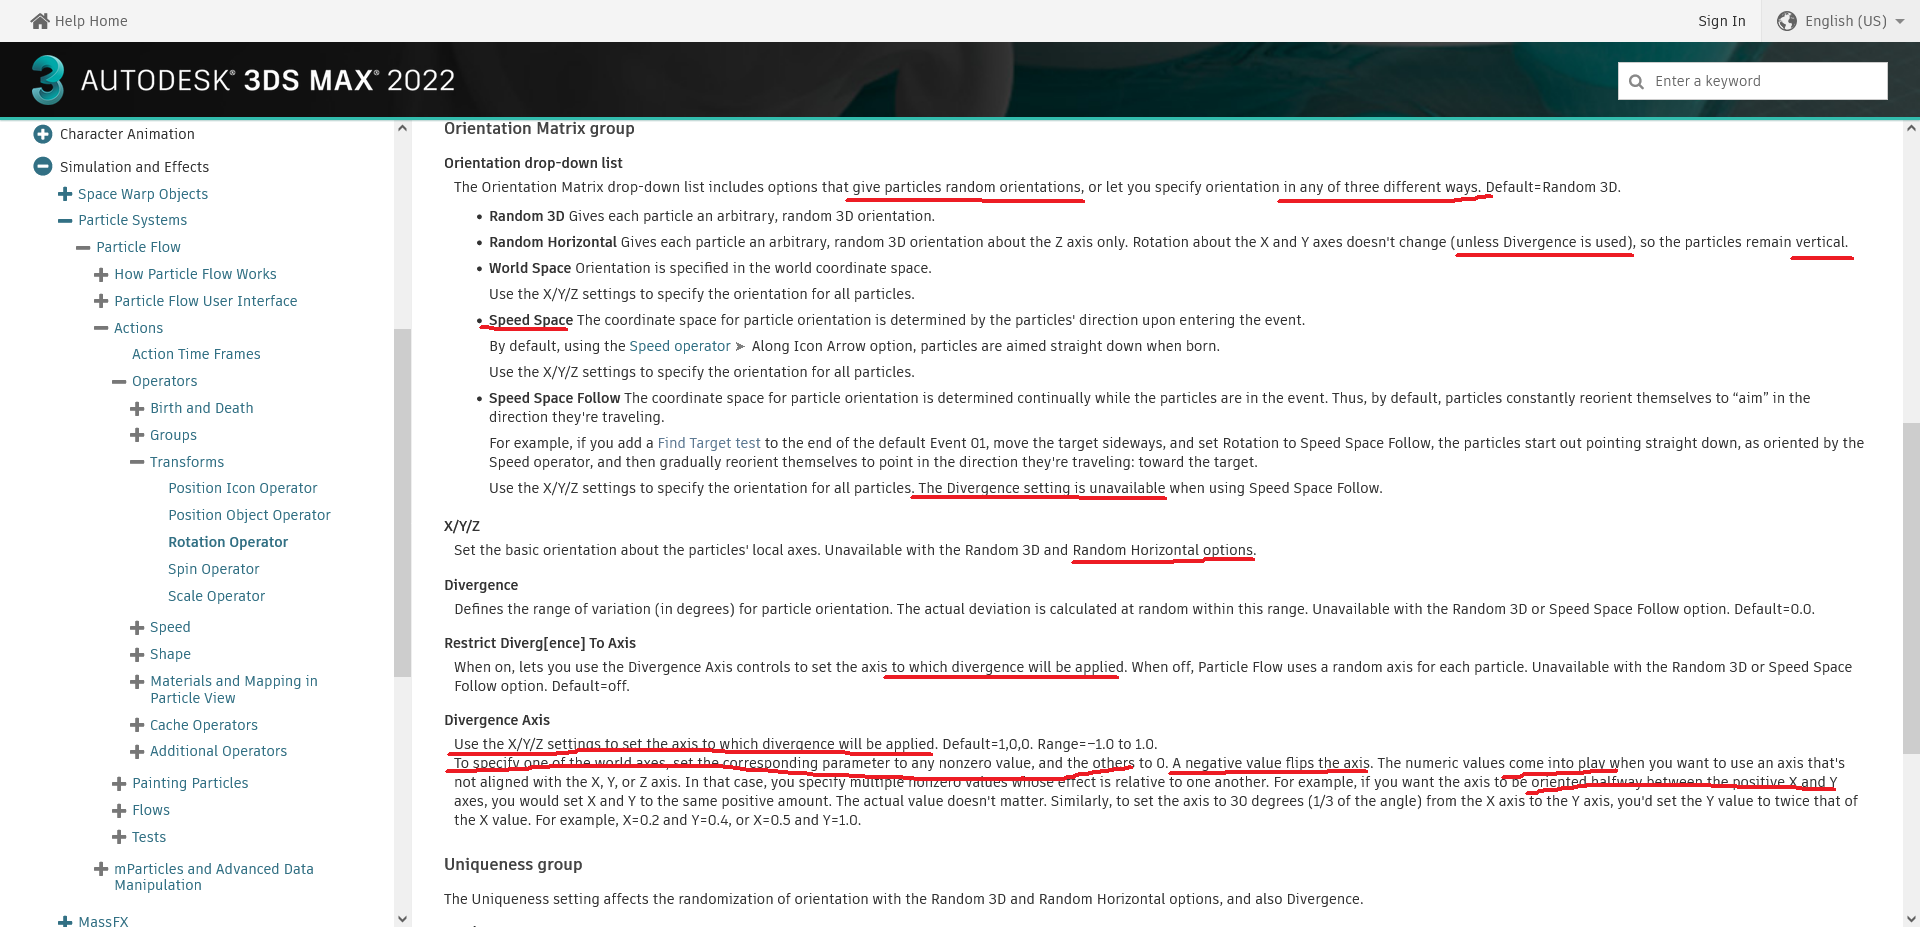 Help Home
Sign In
English (US)
AUTODESK® 3DS MAX® 2022
Enter a keyword
Character Animation
Simulation and Effects
Space Warp Objects
Particle Systems
Particle Flow
How Particle Flow Works
Particle Flow User Interface
Actions
Action Time Frames
Operators
Birth and Death
Groups
Transforms
Position Icon Operator
Position Object Operator
Rotation Operator
Spin Operator
Scale Operator
Speed
Shape
Materials and Mapping in
Particle View
Cache Operators
Additional Operators
Painting Particles
Flows
Tests
mParticles and Advanced Data
Manipulation
MassFX
Orientation Matrix group
Orientation drop-down list
The Orientation Matrix drop-down list includes options that give particles random orientations, or let you specify orientation in any of three different ways. Default=Random 3D.
• Random 3D Gives each particle an arbitrary, random 3D orientation.
• Random Horizontal Gives each particle an arbitrary, random 3D orientation about the Z axis only. Rotation about the X and Y axes doesn't change (unless Divergence is used), so the particles remain vertical.
• World Space Orientation is specified in the world coordinate space.
Use the X/Y/Z settings to specify the orientation for all particles.
• Speed Space The coordinate space for particle orientation is determined by the particles' direction upon entering the event.
By default, using the Speed operator ➤ Along Icon Arrow option, particles are aimed straight down when born.
Use the X/Y/Z settings to specify the orientation for all particles.
• Speed Space Follow The coordinate space for particle orientation is determined continually while the particles are in the event. Thus, by default, particles constantly reorient themselves to “aim” in the
direction they're traveling.
For example, if you add a Find Target test to the end of the default Event 01, move the target sideways, and set Rotation to Speed Space Follow, the particles start out pointing straight down, as oriented by the
Speed operator, and then gradually reorient themselves to point in the direction they're traveling: toward the target.
Use the X/Y/Z settings to specify the orientation for all particles. The Divergence setting is unavailable when using Speed Space Follow.
X/Y/Z
Set the basic orientation about the particles' local axes. Unavailable with the Random 3D and Random Horizontal options.
Divergence
Defines the range of variation (in degrees) for particle orientation. The actual deviation is calculated at random within this range. Unavailable with the Random 3D or Speed Space Follow option. Default=0.0.
Restrict Diverg[ence] To Axis
When on, lets you use the Divergence Axis controls to set the axis to which divergence will be applied. When off, Particle Flow uses a random axis for each particle. Unavailable with the Random 3D or Speed Space
Follow option. Default=off.
Divergence Axis
Use the X/Y/Z settings to set the axis to which divergence will be applied. Default=1,0,0. Range=−1.0 to 1.0.
To specify one of the world axes, set the corresponding parameter to any nonzero value, and the others to 0. A negative value flips the axis. The numeric values come into play when you want to use an axis that's
not aligned with the X, Y, or Z axis. In that case, you specify multiple nonzero values whose effect is relative to one another. For example, if you want the axis to be oriented halfway between the positive X and Y
axes, you would set X and Y to the same positive amount. The actual value doesn't matter. Similarly, to set the axis to 30 degrees (1/3 of the angle) from the X axis to the Y axis, you'd set the Y value to twice that of
the X value. For example, X=0.2 and Y=0.4, or X=0.5 and Y=1.0.
Uniqueness group
The Uniqueness setting affects the randomization of orientation with the Random 3D and Random Horizontal options, and also Divergence.